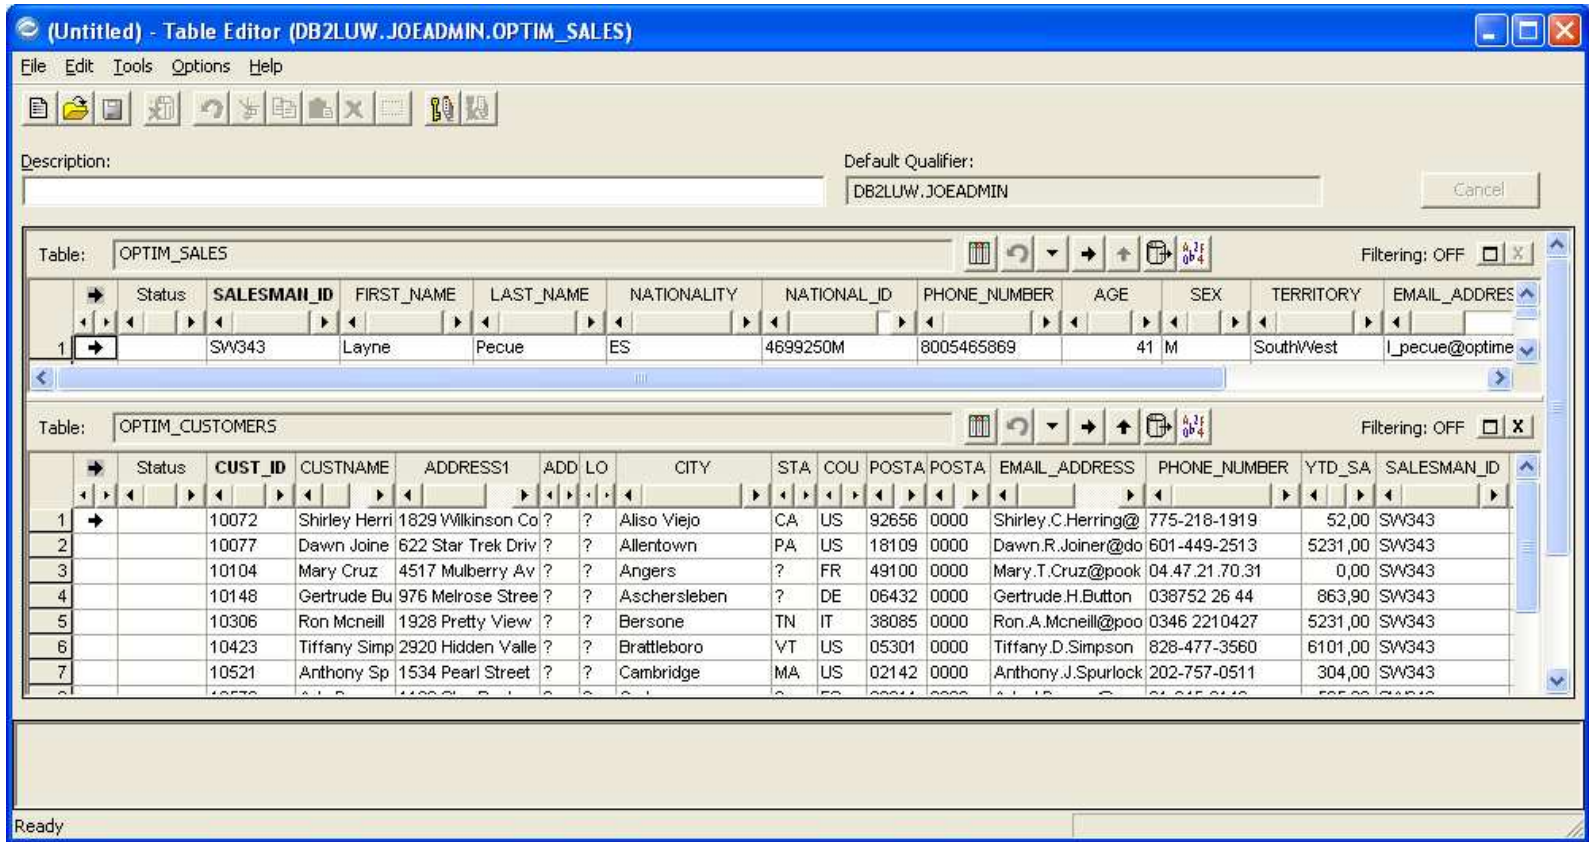 (Untitled) - Table Editor (DB2LUW.JOEADMIN.OPTIM_SALES)
File Edit Tools Options Help
Description: Default Qualifier:
DB2LUW.JOEADMIN Cancel
Table: OPTIM_SALES Filtering: OFF
Status SALESMAN_ID FIRST_NAME LAST_NAME NATIONALITY NATIONAL_ID PHONE_NUMBER AGE SEX TERRITORY EMAIL_ADDRES
1 SW343 Layne Pecue ES 4699250M 8005465869 41 M SouthWest l_pecue@optime
Table: OPTIM_CUSTOMERS Filtering: OFF
Status CUST_ID CUSTNAME ADDRESS1 ADD LO CITY STA COU POSTA POSTA EMAIL_ADDRESS PHONE_NUMBER YTD_SA SALESMAN_ID
1 10072 Shirley Herri 1829 Wilkinson Co ? ? Aliso Viejo CA US 92656 0000 Shirley.C.Herring@ 775-218-1919 52,00 SW343
2 10077 Dawn Joine 622 Star Trek Driv ? ? Allentown PA US 18109 0000 Dawn.R.Joiner@do 601-449-2513 5231,00 SW343
3 10104 Mary Cruz 4517 Mulberry Av ? ? Angers ? FR 49100 0000 Mary.T.Cruz@pook 04.47.21.70.31 0,00 SW343
4 10148 Gertrude Bu 976 Melrose Stree ? ? Aschersleben ? DE 06432 0000 Gertrude.H.Button 038752 26 44 863,90 SW343
5 10306 Ron Mcneill 1928 Pretty View ? ? Bersone TN IT 38085 0000 Ron.A.Mcneill@poo 0346 2210427 5231,00 SW343
6 10423 Tiffany Simp 2920 Hidden Valle ? ? Brattleboro VT US 05301 0000 Tiffany.D.Simpson 828-477-3560 6101,00 SW343
7 10521 Anthony Sp 1534 Pearl Street ? ? Cambridge MA US 02142 0000 Anthony.J.Spurlock 202-757-0511 304,00 SW343
Ready